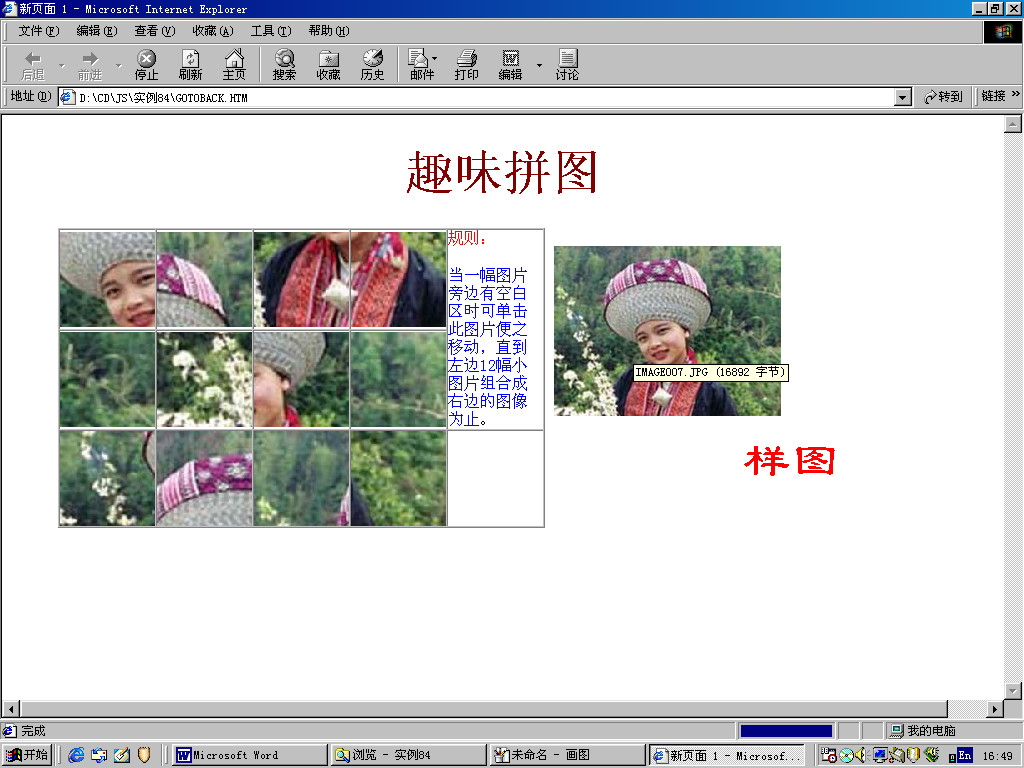 新页面 1 - Microsoft Internet Explorer
文件(F) 编辑(E) 查看(V) 收藏(A) 工具(T) 帮助(H)
后退 前进 停止 刷新 主页 搜索 收藏 历史 邮件 打印 编辑 讨论
地址(D) D:\CD\JS\实例84\GOTOBACK.HTM 转到 链接 »
趣味拼图
规则：
当一幅图片
旁边有空白
区时可单击
此图片便之
移动，直到
左边12幅小
图片组合成
右边的图像
为止。
IMAGE007.JPG (16892 字节)
样图
完成 我的电脑
开始 Microsoft Word 浏览 - 实例84 未命名 - 画图 新页面 1 - Microsof... En 16:49